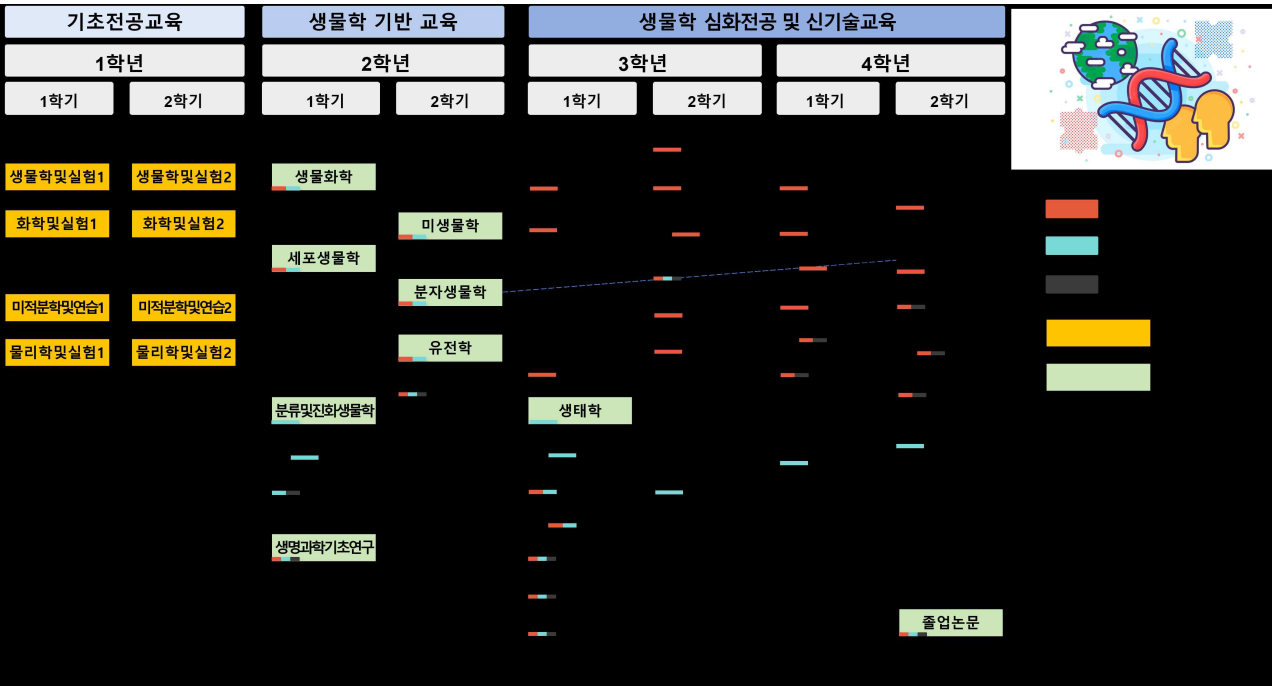 기초전공교육
생물학 기반 교육
생물학 심화전공 및 신기술교육
1학년
2학년
3학년
4학년
1학기
2학기
1학기
2학기
1학기
2학기
1학기
2학기
생물학및실험1
생물학및실험2
생물화학
화학및실험1
화학및실험2
미생물학
세포생물학
분자생물학
미적분학및연습1
미적분학및연습2
물리학및실험1
물리학및실험2
유전학
분류및진화생물학
생태학
생명과학기초연구
졸업논문